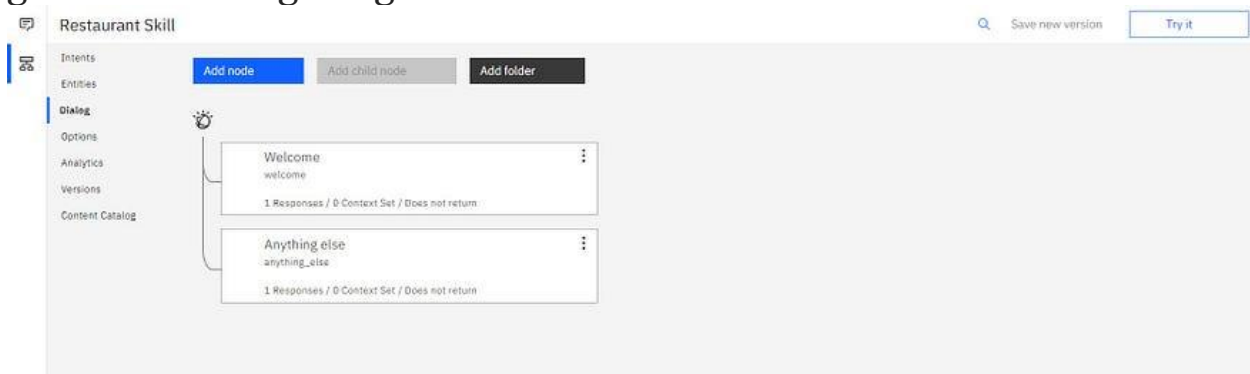 Restaurant Skill
Save new version
Try it
Intents
Entities
Dialog
Options
Analytics
Versions
Content Catalog
Add node
Add child node
Add folder
Welcome
welcome
1 Responses / 0 Context Set / Does not return
Anything else
anything_else
1 Responses / 0 Context Set / Does not return